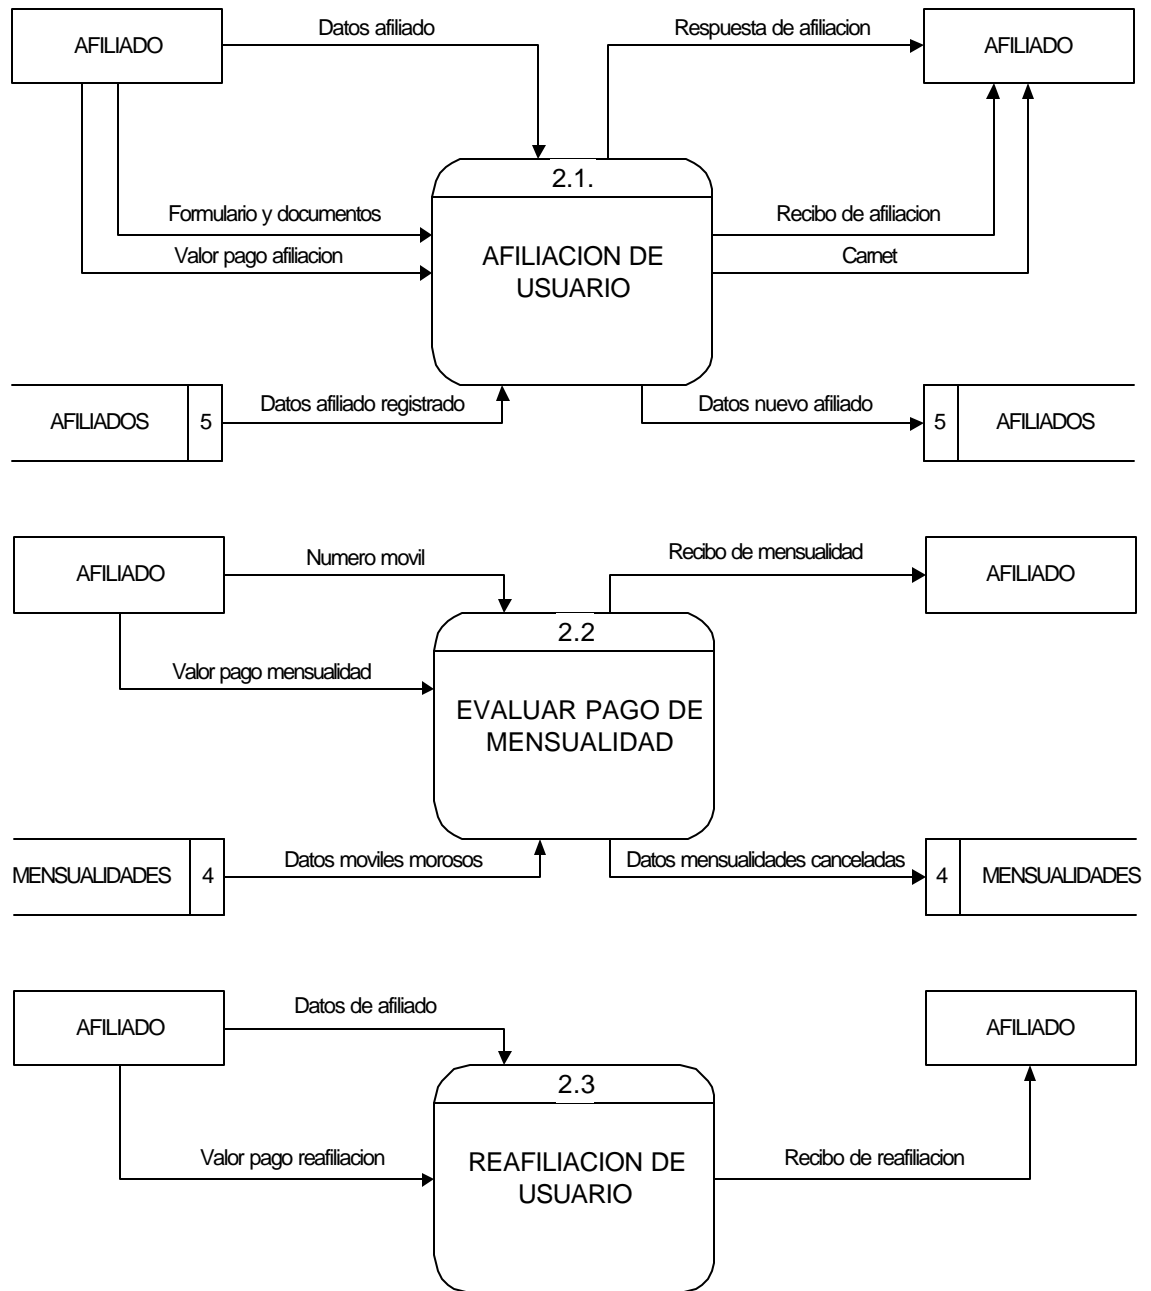 Datos afiliado
Respuesta de afiliacion
AFILIADO
AFILIADO
2.1.
Formulario y documentos
Recibo de afiliacion
Valor pago afiliacion
Carnet
AFILIACION DE
USUARIO
Datos afiliado registrado
Datos nuevo afiliado
AFILIADOS
5
5
AFILIADOS
Numero movil
Recibo de mensualidad
AFILIADO
AFILIADO
2.2
Valor pago mensualidad
EVALUAR PAGO DE
MENSUALIDAD
Datos moviles morosos
Datos mensualidades canceladas
MENSUALIDADES
4
4
MENSUALIDADES
Datos de afiliado
AFILIADO
AFILIADO
2.3
Valor pago reafiliacion
Recibo de reafiliacion
REAFILIACION DE
USUARIO